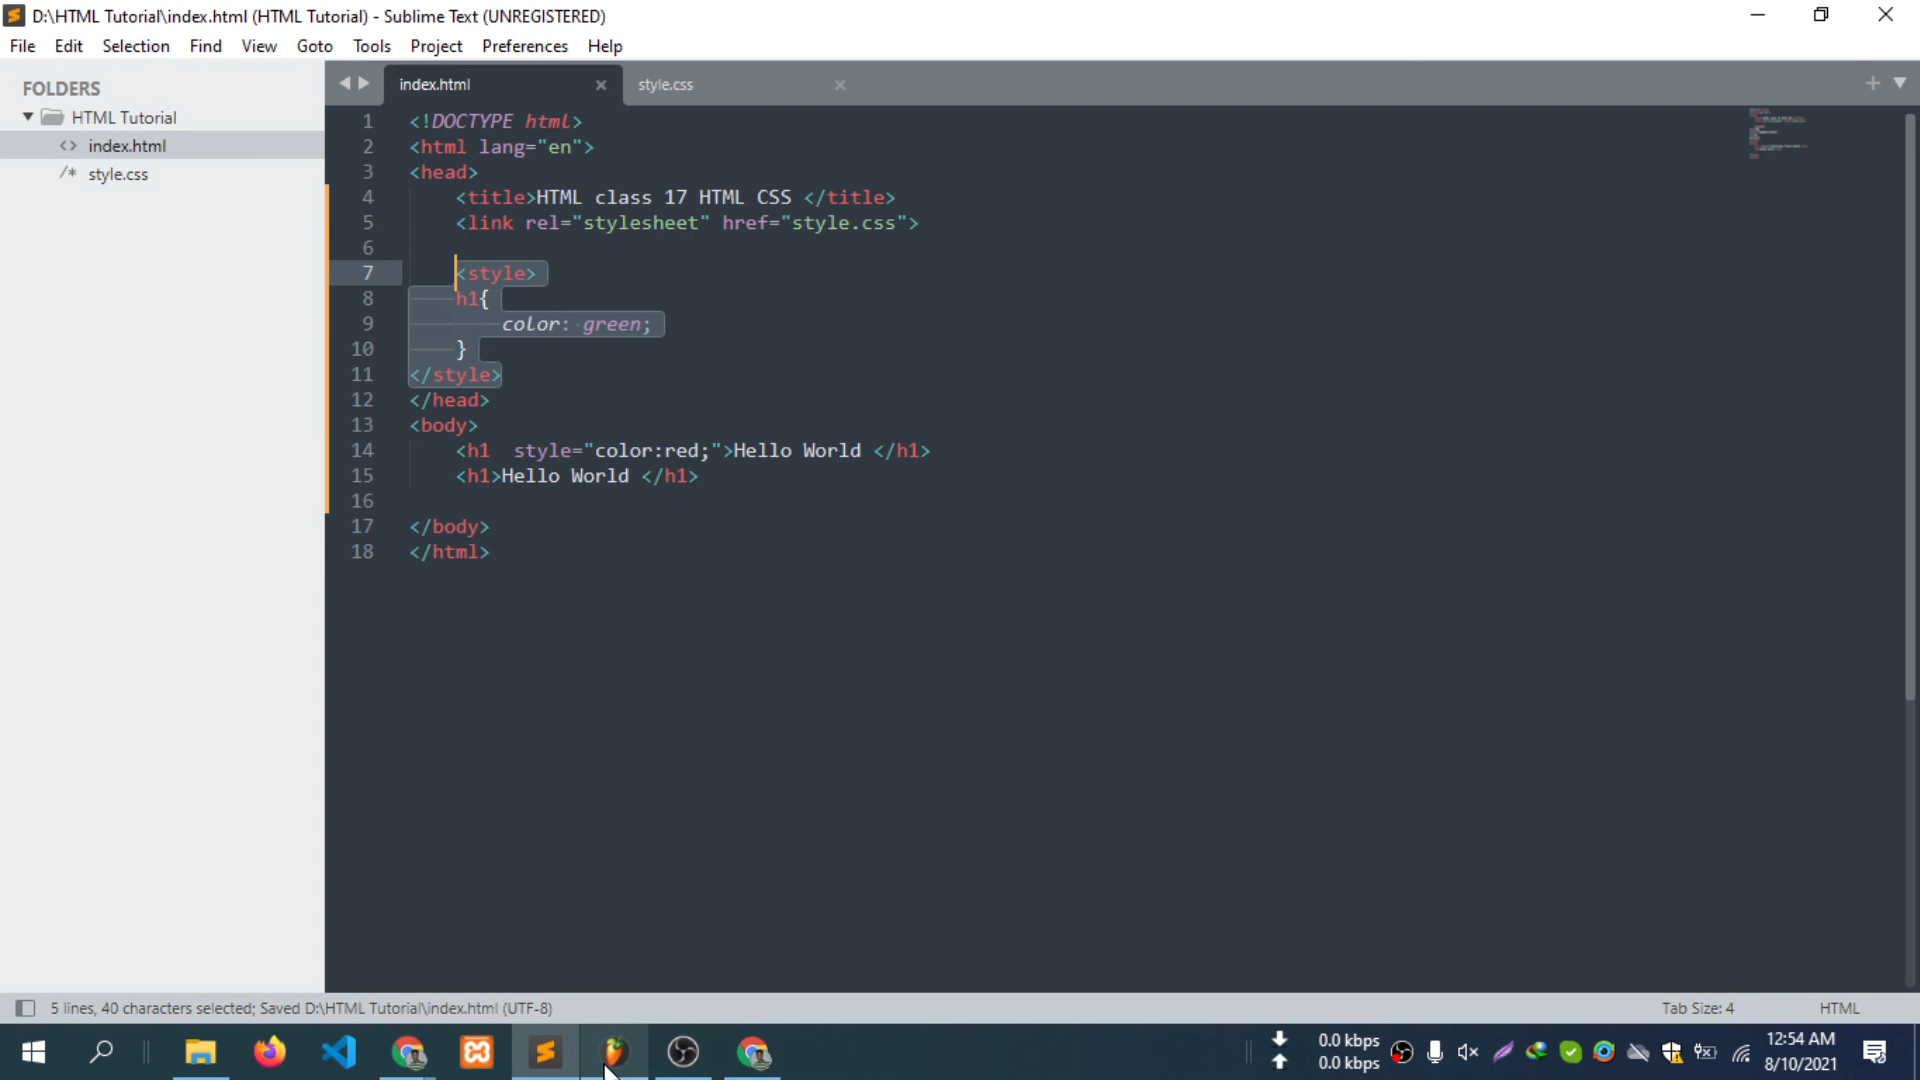 D:\HTML Tutorial\index.html (HTML Tutorial) - Sublime Text (UNREGISTERED)
File Edit Selection Find View Goto Tools Project Preferences Help
FOLDERS
HTML Tutorial
<> index.html
/* style.css
index.html
style.css
1 <!DOCTYPE html>
2 <html lang="en">
3 <head>
4 <title>HTML class 17 HTML CSS </title>
5 <link rel="stylesheet" href="style.css">
6
7 <style>
8 h1{
9 color: green;
10 }
11 </style>
12 </head>
13 <body>
14 <h1  style="color:red;">Hello World </h1>
15 <h1>Hello World </h1>
16
17 </body>
18 </html>
5 lines, 40 characters selected; Saved D:\HTML Tutorial\index.html (UTF-8)
Tab Size: 4
HTML
0.0 kbps
0.0 kbps
12:54 AM
8/10/2021